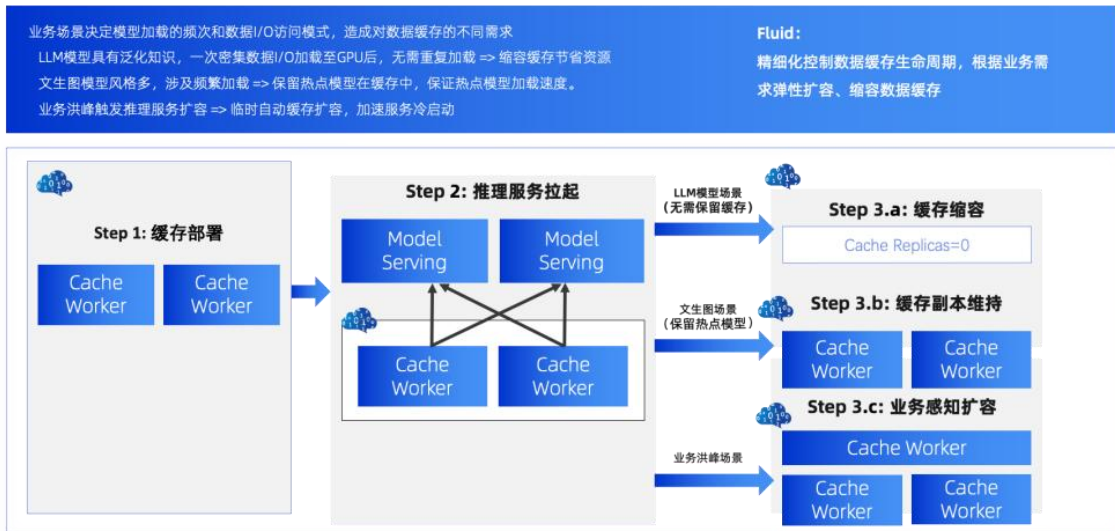 业务场景决定模型加载的频次和数据I/O访问模式，造成对数据缓存的不同需求
LLM模型具有泛化知识，一次密集数据I/O加载至GPU后，无需重复加载 => 缩容缓存节省资源
文生图模型风格多，涉及频繁加载 => 保留热点模型在缓存中，保证热点模型加载速度。
业务洪峰触发推理服务扩容 => 临时自动缓存扩容，加速服务冷启动
Fluid：
精细化控制数据缓存生命周期，根据业务需
求弹性扩容、缩容数据缓存
Step 1: 缓存部署
Cache
Worker
Cache
Worker
Step 2: 推理服务拉起
Model
Serving
Model
Serving
Cache
Worker
Cache
Worker
LLM模型场景
（无需保留缓存）
文生图场景
（保留热点模型）
业务洪峰场景
Step 3.a: 缓存缩容
Cache Replicas=0
Step 3.b: 缓存副本维持
Cache
Worker
Cache
Worker
Step 3.c: 业务感知扩容
Cache Worker
Cache
Worker
Cache
Worker